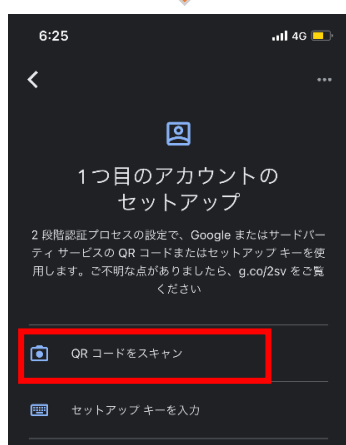 6:25 4G
1つ目のアカウントの
セットアップ
2 段階認証プロセスの設定で、Google またはサードパー
ティ サービスの QR コードまたはセットアップ キーを使
用します。ご不明な点がありましたら、g.co/2sv をご覧
ください
QR コードをスキャン
セットアップ キーを入力